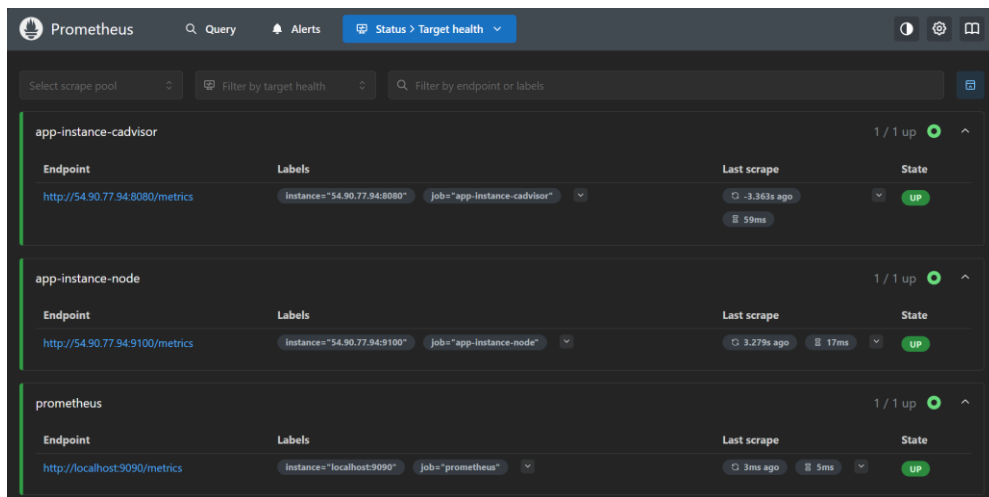 Prometheus Query Alerts Status > Target health
Select scrape pool Filter by target health Filter by endpoint or labels
app-instance-cadvisor 1 / 1 up
Endpoint Labels Last scrape State
http://54.90.77.94:8080/metrics instance="54.90.77.94:8080" job="app-instance-cadvisor" -3.363s ago UP
59ms
app-instance-node 1 / 1 up
Endpoint Labels Last scrape State
http://54.90.77.94:9100/metrics instance="54.90.77.94:9100" job="app-instance-node" 3.279s ago 17ms UP
prometheus 1 / 1 up
Endpoint Labels Last scrape State
http://localhost:9090/metrics instance="localhost:9090" job="prometheus" 3ms ago 5ms UP